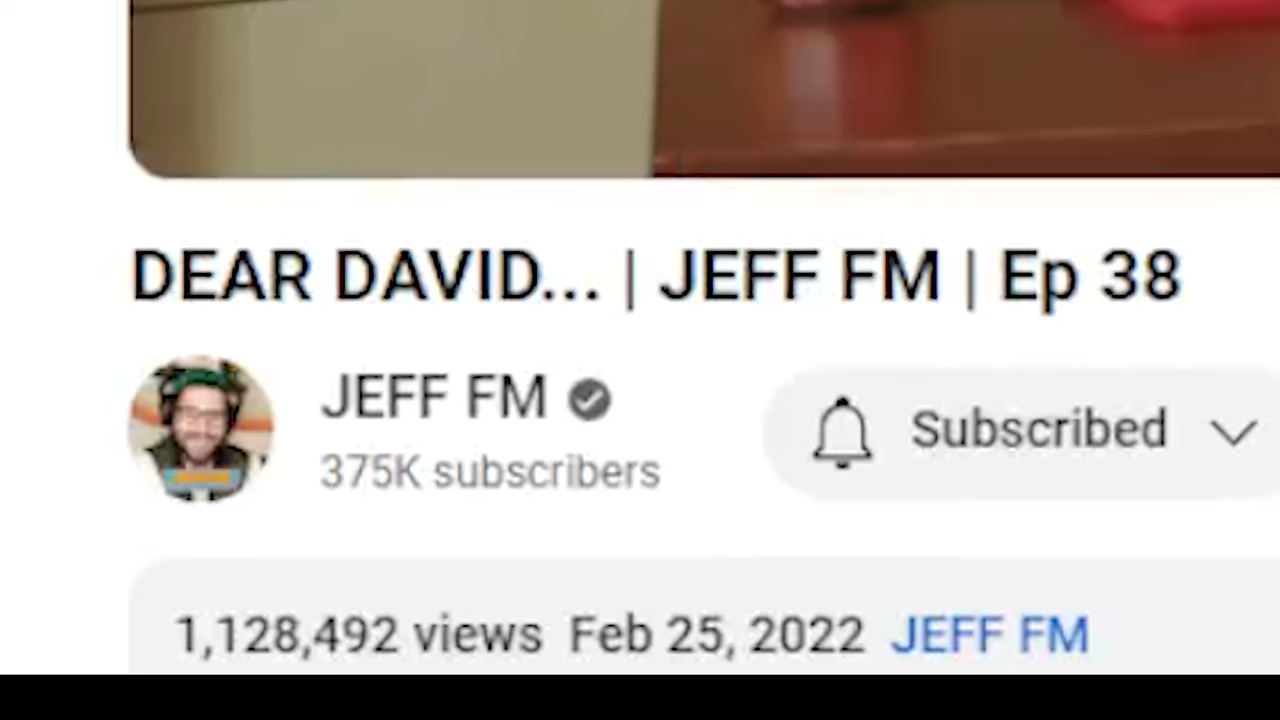 DEAR DAVID... | JEFF FM | Ep 38
JEFF FM
375K subscribers
Subscribed
1,128,492 views Feb 25, 2022 JEFF FM